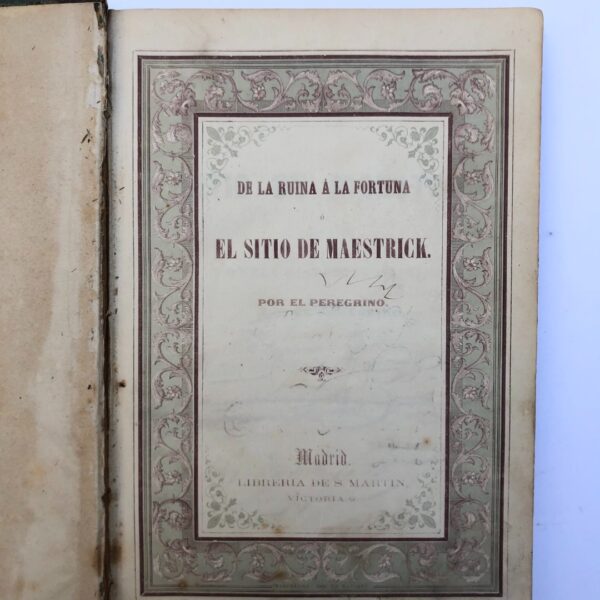 DE LA RUINA Á LA FORTUNA
ó
EL SITIO DE MAESTRICK.
POR EL PEREGRINO.
Madrid.
LIBRERIA DE S. MARTIN,
VICTORIA 9